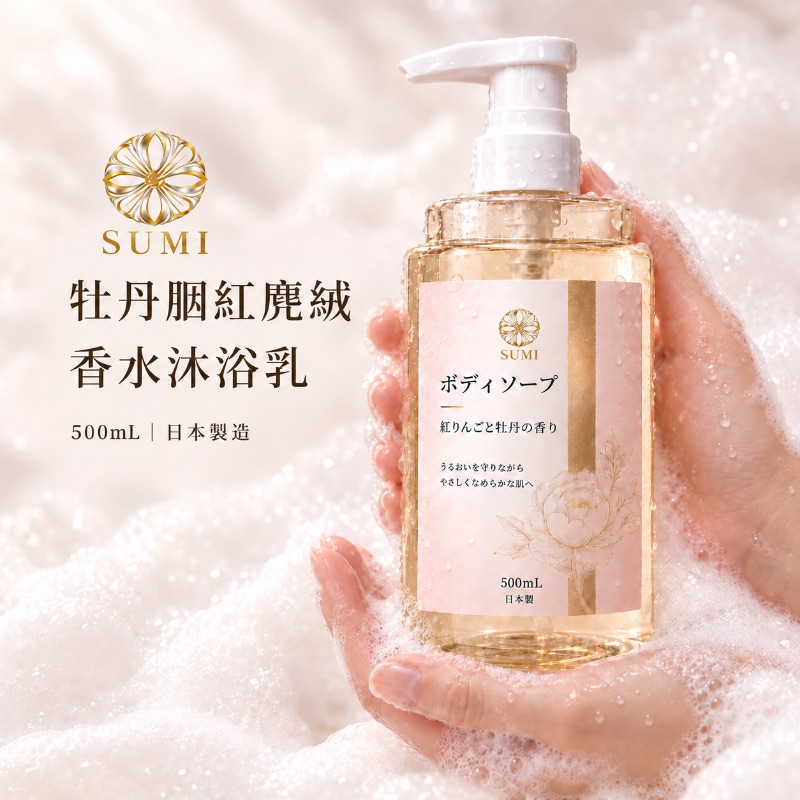 SUMI
牡丹胭紅麂絨
香水沐浴乳
500mL｜日本製造
SUMI
ボディソープ
紅りんごと牡丹の香り
うるおいを守りながら
やさしくなめらかな肌へ
500mL
日本製